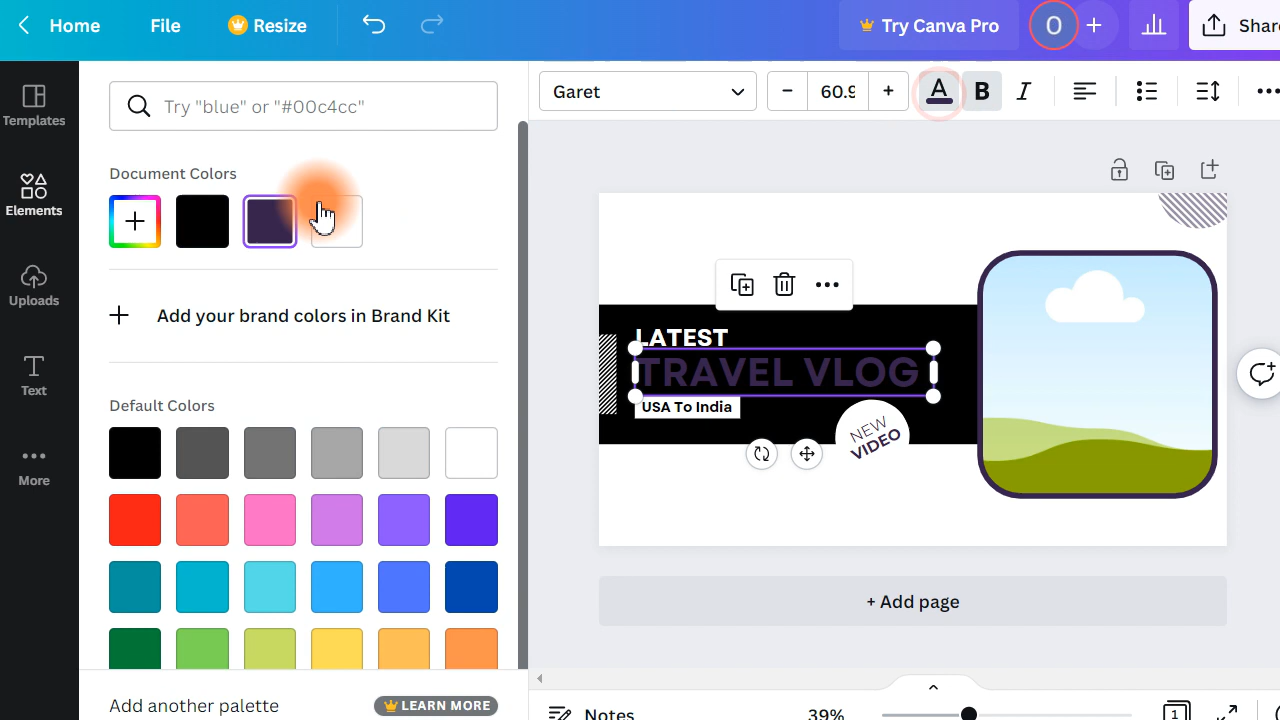 Home
File
Resize
Try Canva Pro
O
Templates
Elements
Uploads
Text
More
Try "blue" or "#00c4cc"
Document Colors
Add your brand colors in Brand Kit
Default Colors
Add another palette
LEARN MORE
Garet
60.9
A
B
I
LATEST
TRAVEL VLOG
USA To India
NEW
VIDEO
+ Add page
Notes
39%
1